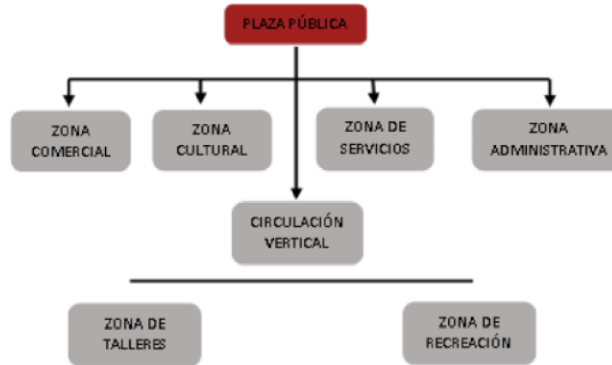 PLAZA PÚBLICA
ZONA
COMERCIAL
ZONA
CULTURAL
ZONA DE
SERVICIOS
ZONA
ADMINISTRATIVA
CIRCULACIÓN
VERTICAL
ZONA DE
TALLERES
ZONA DE
RECREACIÓN